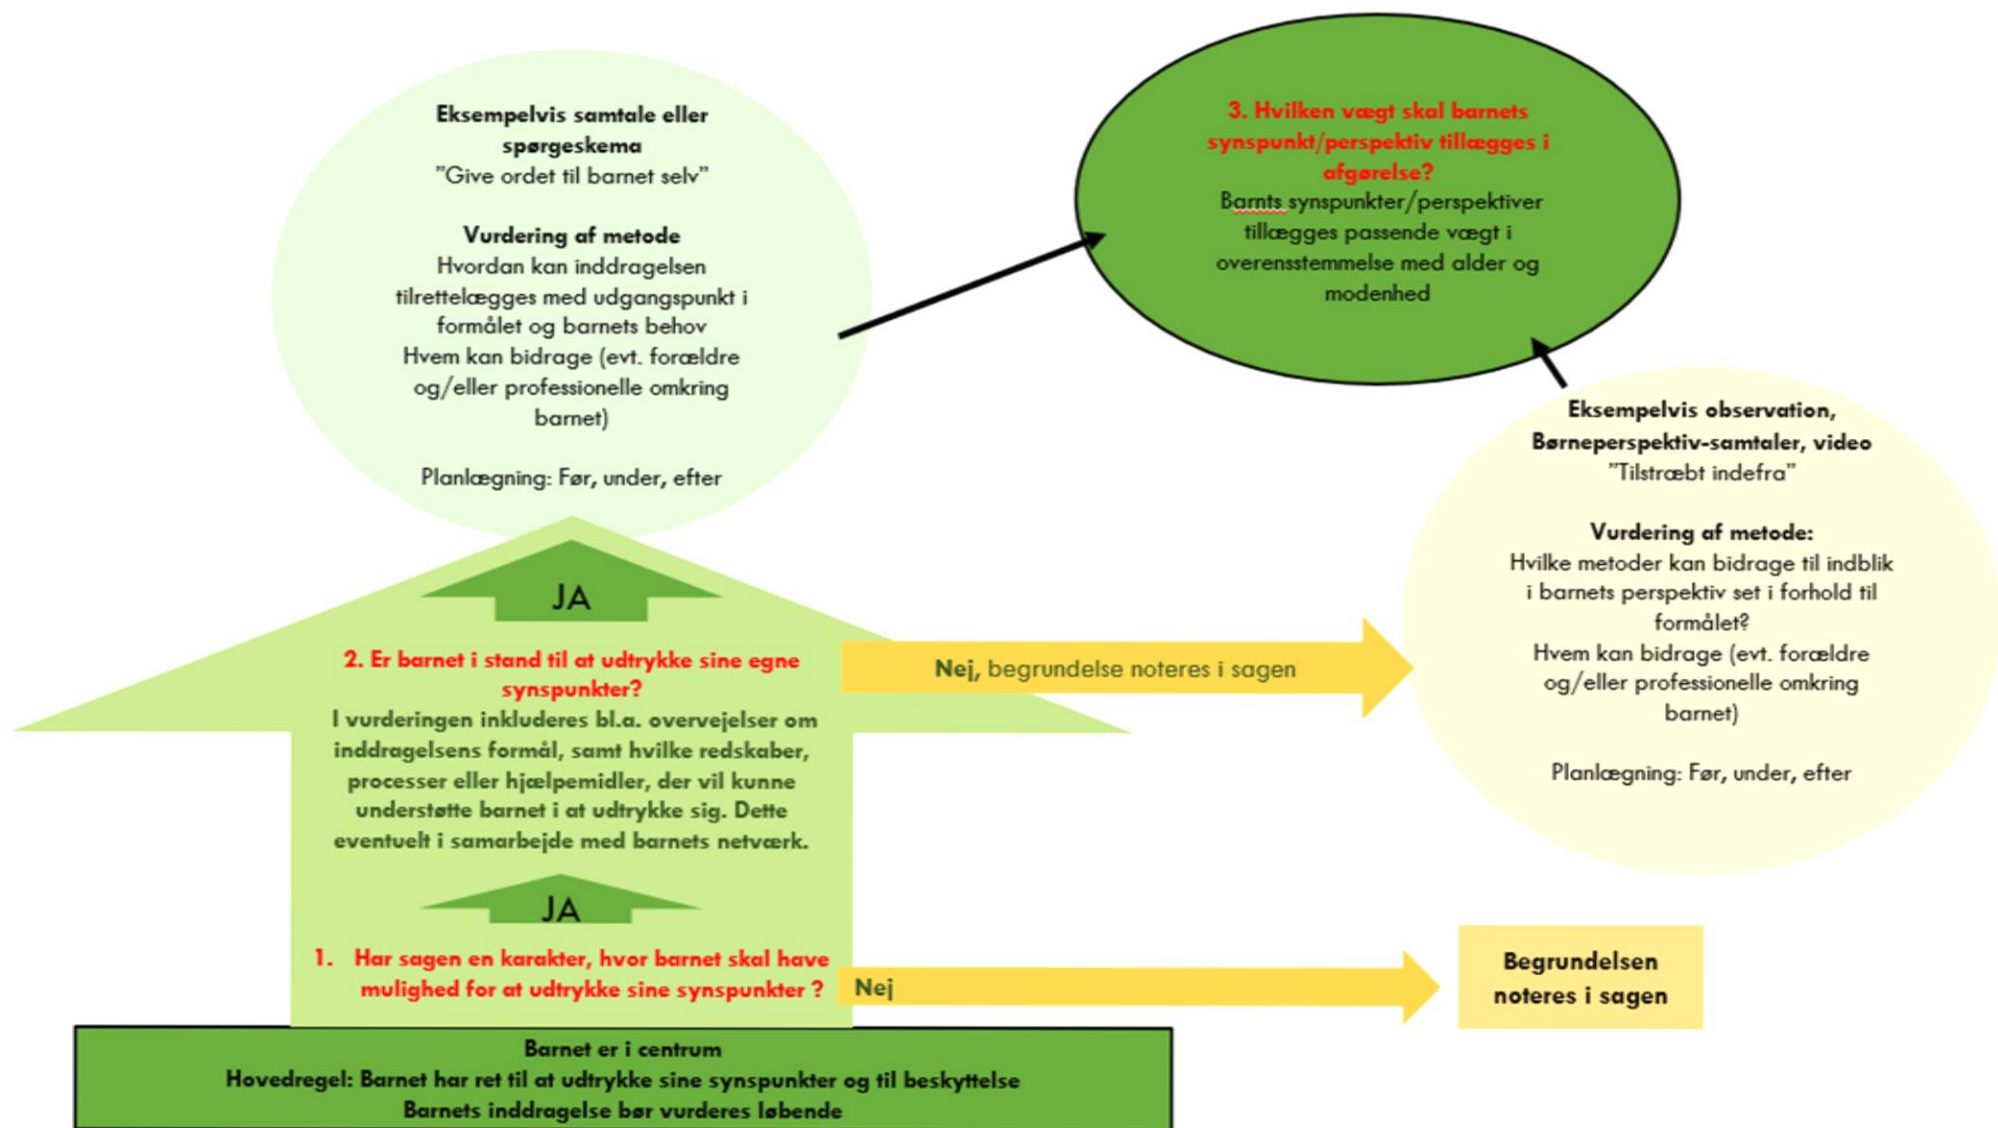 Eksempelvis samtale eller
spørgeskema
”Give ordet til barnet selv”
Vurdering af metode
Hvordan kan inddragelsen
tilrettelægges med udgangspunkt i
formålet og barnets behov
Hvem kan bidrage (evt. forældre
og/eller professionelle omkring
barnet)
Planlægning: Før, under, efter
3. Hvilken vægt skal barnets
synspunkt/perspektiv tillægges i
afgørelse?
Barnts synspunkter/perspektiver
tillægges passende vægt i
overensstemmelse med alder og
modenhed
Eksempelvis observation,
Børneperspektiv-samtaler, video
”Tilstræbt indefra”
Vurdering af metode:
Hvilke metoder kan bidrage til indblik
i barnets perspektiv set i forhold til
formålet?
Hvem kan bidrage (evt. forældre
og/eller professionelle omkring
barnet)
Planlægning: Før, under, efter
JA
2. Er barnet i stand til at udtrykke sine egne
synspunkter?
I vurderingen inkluderes bl.a. overvejelser om
inddragelsens formål, samt hvilke redskaber,
processer eller hjælpemidler, der vil kunne
understøtte barnet i at udtrykke sig. Dette
eventuelt i samarbejde med barnets netværk.
Nej, begrundelse noteres i sagen
JA
1. Har sagen en karakter, hvor barnet skal have
mulighed for at udtrykke sine synspunkter ?
Nej
Begrundelsen
noteres i sagen
Barnet er i centrum
Hovedregel: Barnet har ret til at udtrykke sine synspunkter og til beskyttelse
Barnets inddragelse bør vurderes løbende